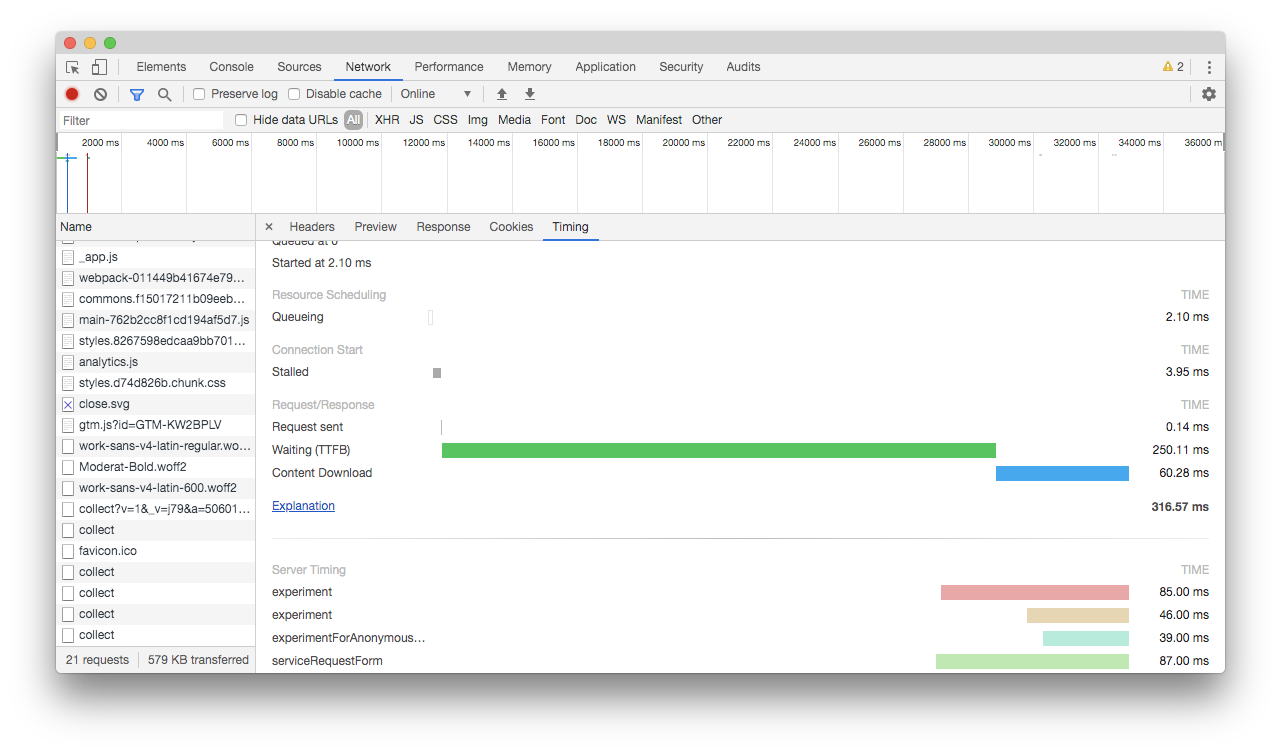 Elements Console Sources Network Performance Memory Application Security Audits 2
Preserve log Disable cache Online
Filter Hide data URLs All XHR JS CSS Img Media Font Doc WS Manifest Other
2000 ms 4000 ms 6000 ms 8000 ms 10000 ms 12000 ms 14000 ms 16000 ms 18000 ms 20000 ms 22000 ms 24000 ms 26000 ms 28000 ms 30000 ms 32000 ms 34000 ms 36000 m
Name
_app.js
webpack-011449b41674e79...
commons.f15017211b09eeb...
main-762b2cc8f1cd194af5d7.js
styles.8267598edcaa9bb701...
analytics.js
styles.d74d826b.chunk.css
close.svg
gtm.js?id=GTM-KW2BPLV
work-sans-v4-latin-regular.wo...
Moderat-Bold.woff2
work-sans-v4-latin-600.woff2
collect?v=1&_v=j79&a=50601...
collect
favicon.ico
collect
collect
collect
collect
21 requests 579 KB transferred
× Headers Preview Response Cookies Timing
Queued at 0
Started at 2.10 ms
Resource Scheduling TIME
Queueing 2.10 ms
Connection Start TIME
Stalled 3.95 ms
Request/Response TIME
Request sent 0.14 ms
Waiting (TTFB) 250.11 ms
Content Download 60.28 ms
Explanation 316.57 ms
Server Timing TIME
experiment 85.00 ms
experiment 46.00 ms
experimentForAnonymous... 39.00 ms
serviceRequestForm 87.00 ms